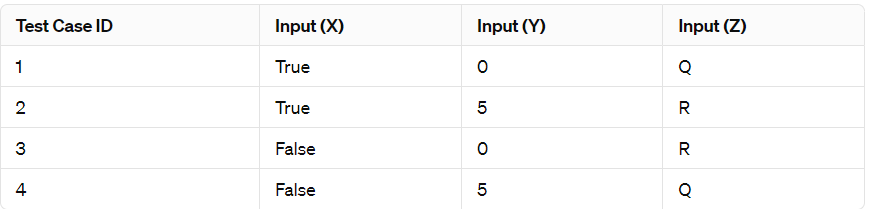 Test Case ID Input (X) Input (Y) Input (Z)
1 True 0 Q
2 True 5 R
3 False 0 R
4 False 5 Q